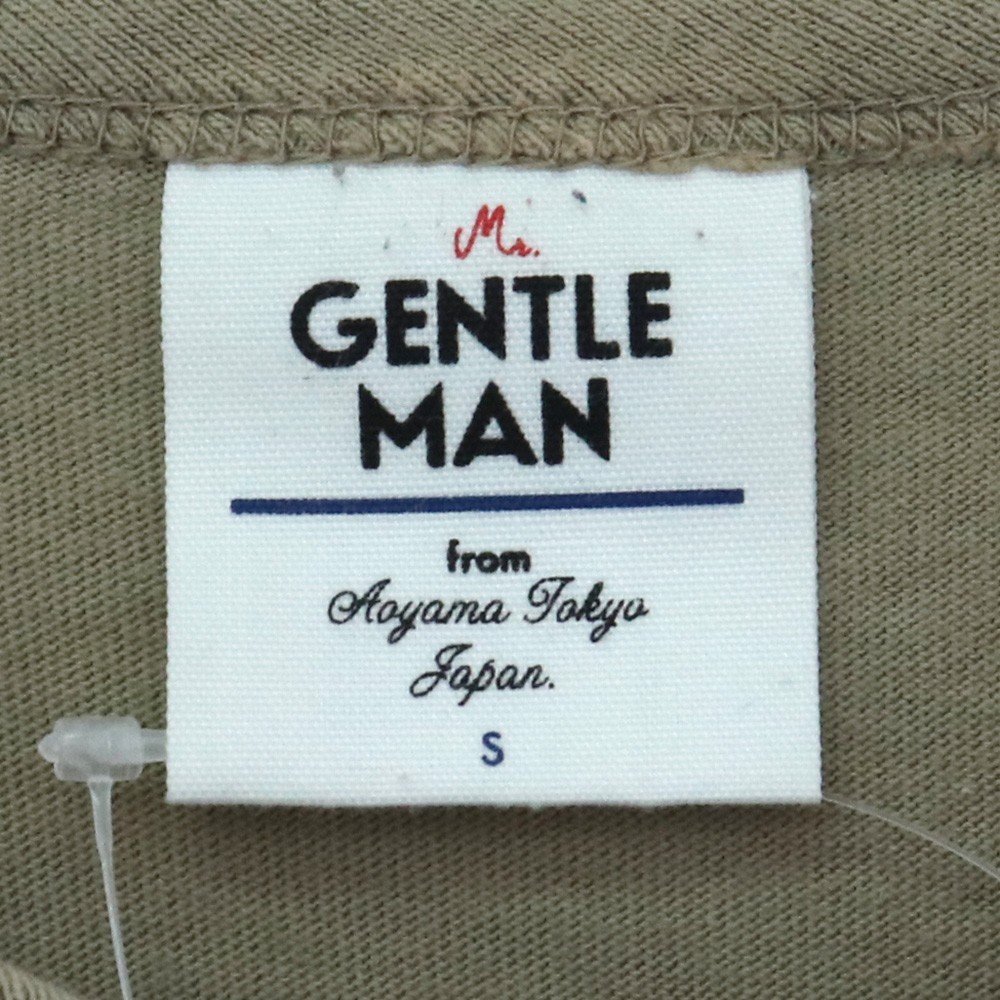 Mr.
GENTLE
MAN
from
Aoyama Tokyo
Japan.
S